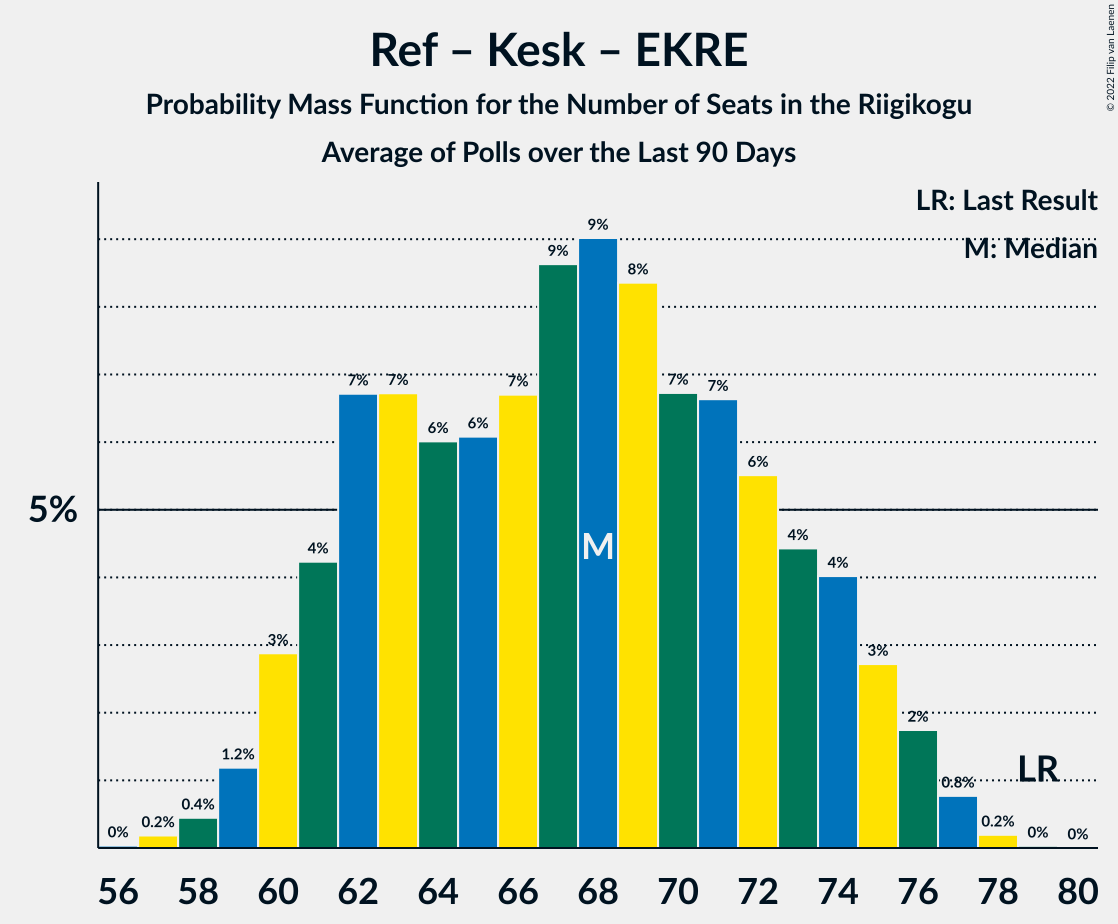 Ref – Kesk – EKRE
Probability Mass Function for the Number of Seats in the Riigikogu
Average of Polls over the Last 90 Days
© 2022 Filip van Laenen
LR: Last Result
M: Median
5%
0%
0.2%
0.4%
1.2%
3%
4%
7%
7%
6%
6%
7%
9%
9%
8%
7%
7%
6%
4%
4%
3%
2%
0.8%
0.2%
0%
0%
M
LR
56 58 60 62 64 66 68 70 72 74 76 78 80